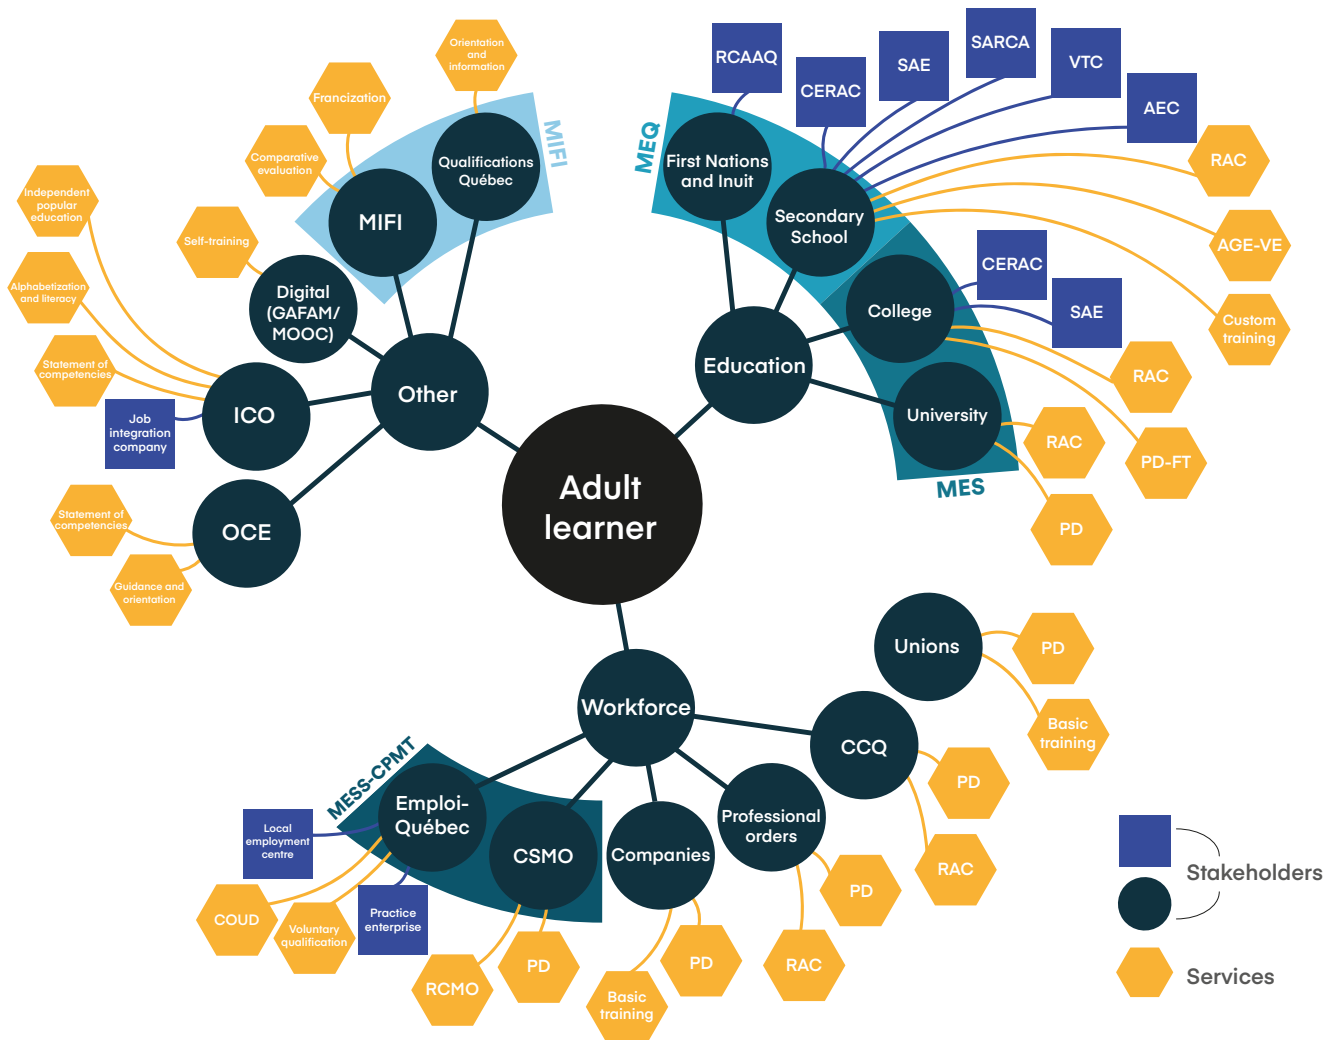 Orientation
and
information
Francization
Comparative
evaluation
Independent
popular
education
Self-training
Alphabetization
and literacy
Statement of
competencies
Job
integration
company
Statement of
competencies
Guidance and
orientation
MIFI
Qualifications
Québec
MIFI
Digital
(GAFAM/
MOOC)
ICO
OCE
Other
Adult
learner
Education
MEQ
First Nations
and Inuit
Secondary
School
College
University
MES
RCAAQ
CERAC
SAE
SARCA
VTC
AEC
RAC
AGE-VE
Custom
training
CERAC
SAE
RAC
PD-FT
RAC
PD
Workforce
Unions
PD
Basic
training
CCQ
PD
RAC
Professional
orders
PD
RAC
Companies
PD
Basic
training
MESS-CPMT
Emploi-
Québec
CSMO
PD
RCMO
Local
employment
centre
COUD
Voluntary
qualification
Practice
enterprise
Stakeholders
Services